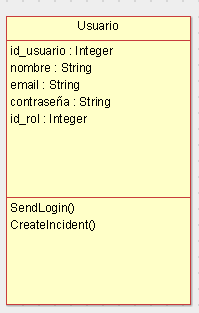 Usuario
id_usuario : Integer
nombre : String
email : String
contraseña : String
id_rol : Integer
SendLogin()
CreateIncident()